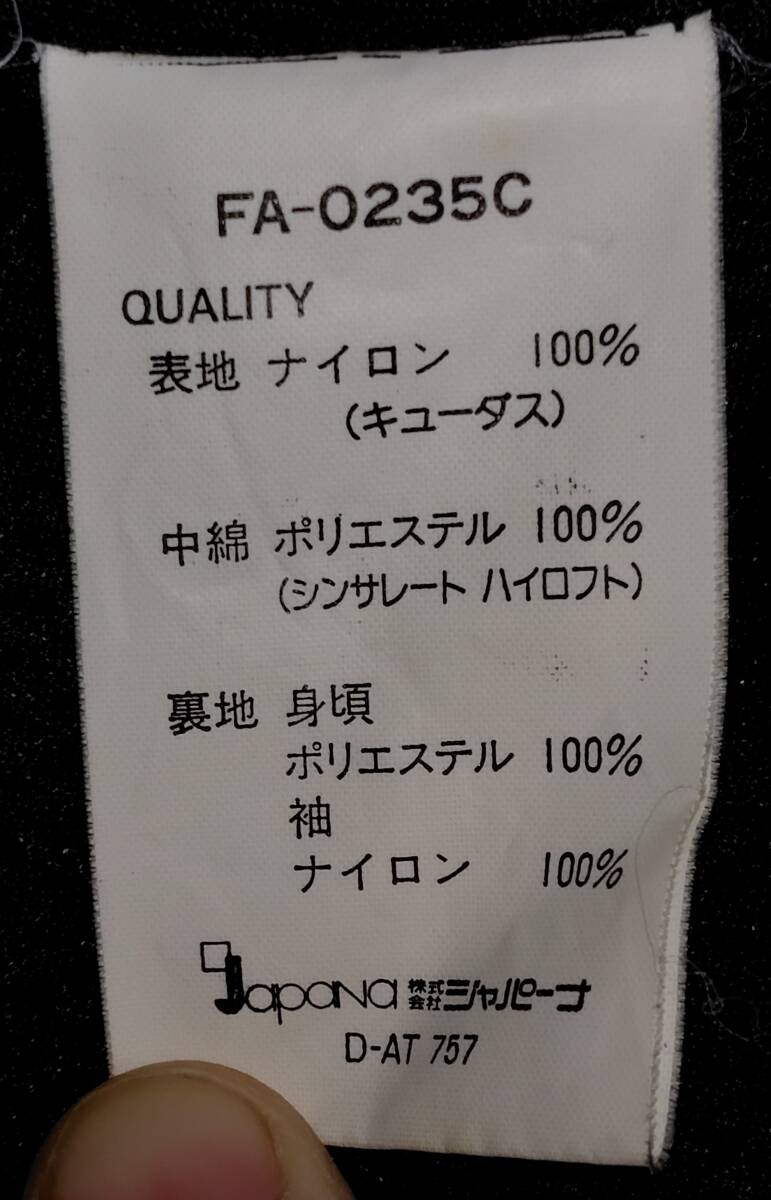 FA-0235C
QUALITY
表地 ナイロン 100%
(キューダス)
中綿 ポリエステル 100%
(シンサレート ハイロフト)
裏地 身頃
ポリエステル 100%
袖
ナイロン 100%
Japana 株式会社ジャパーナ
D-AT 757